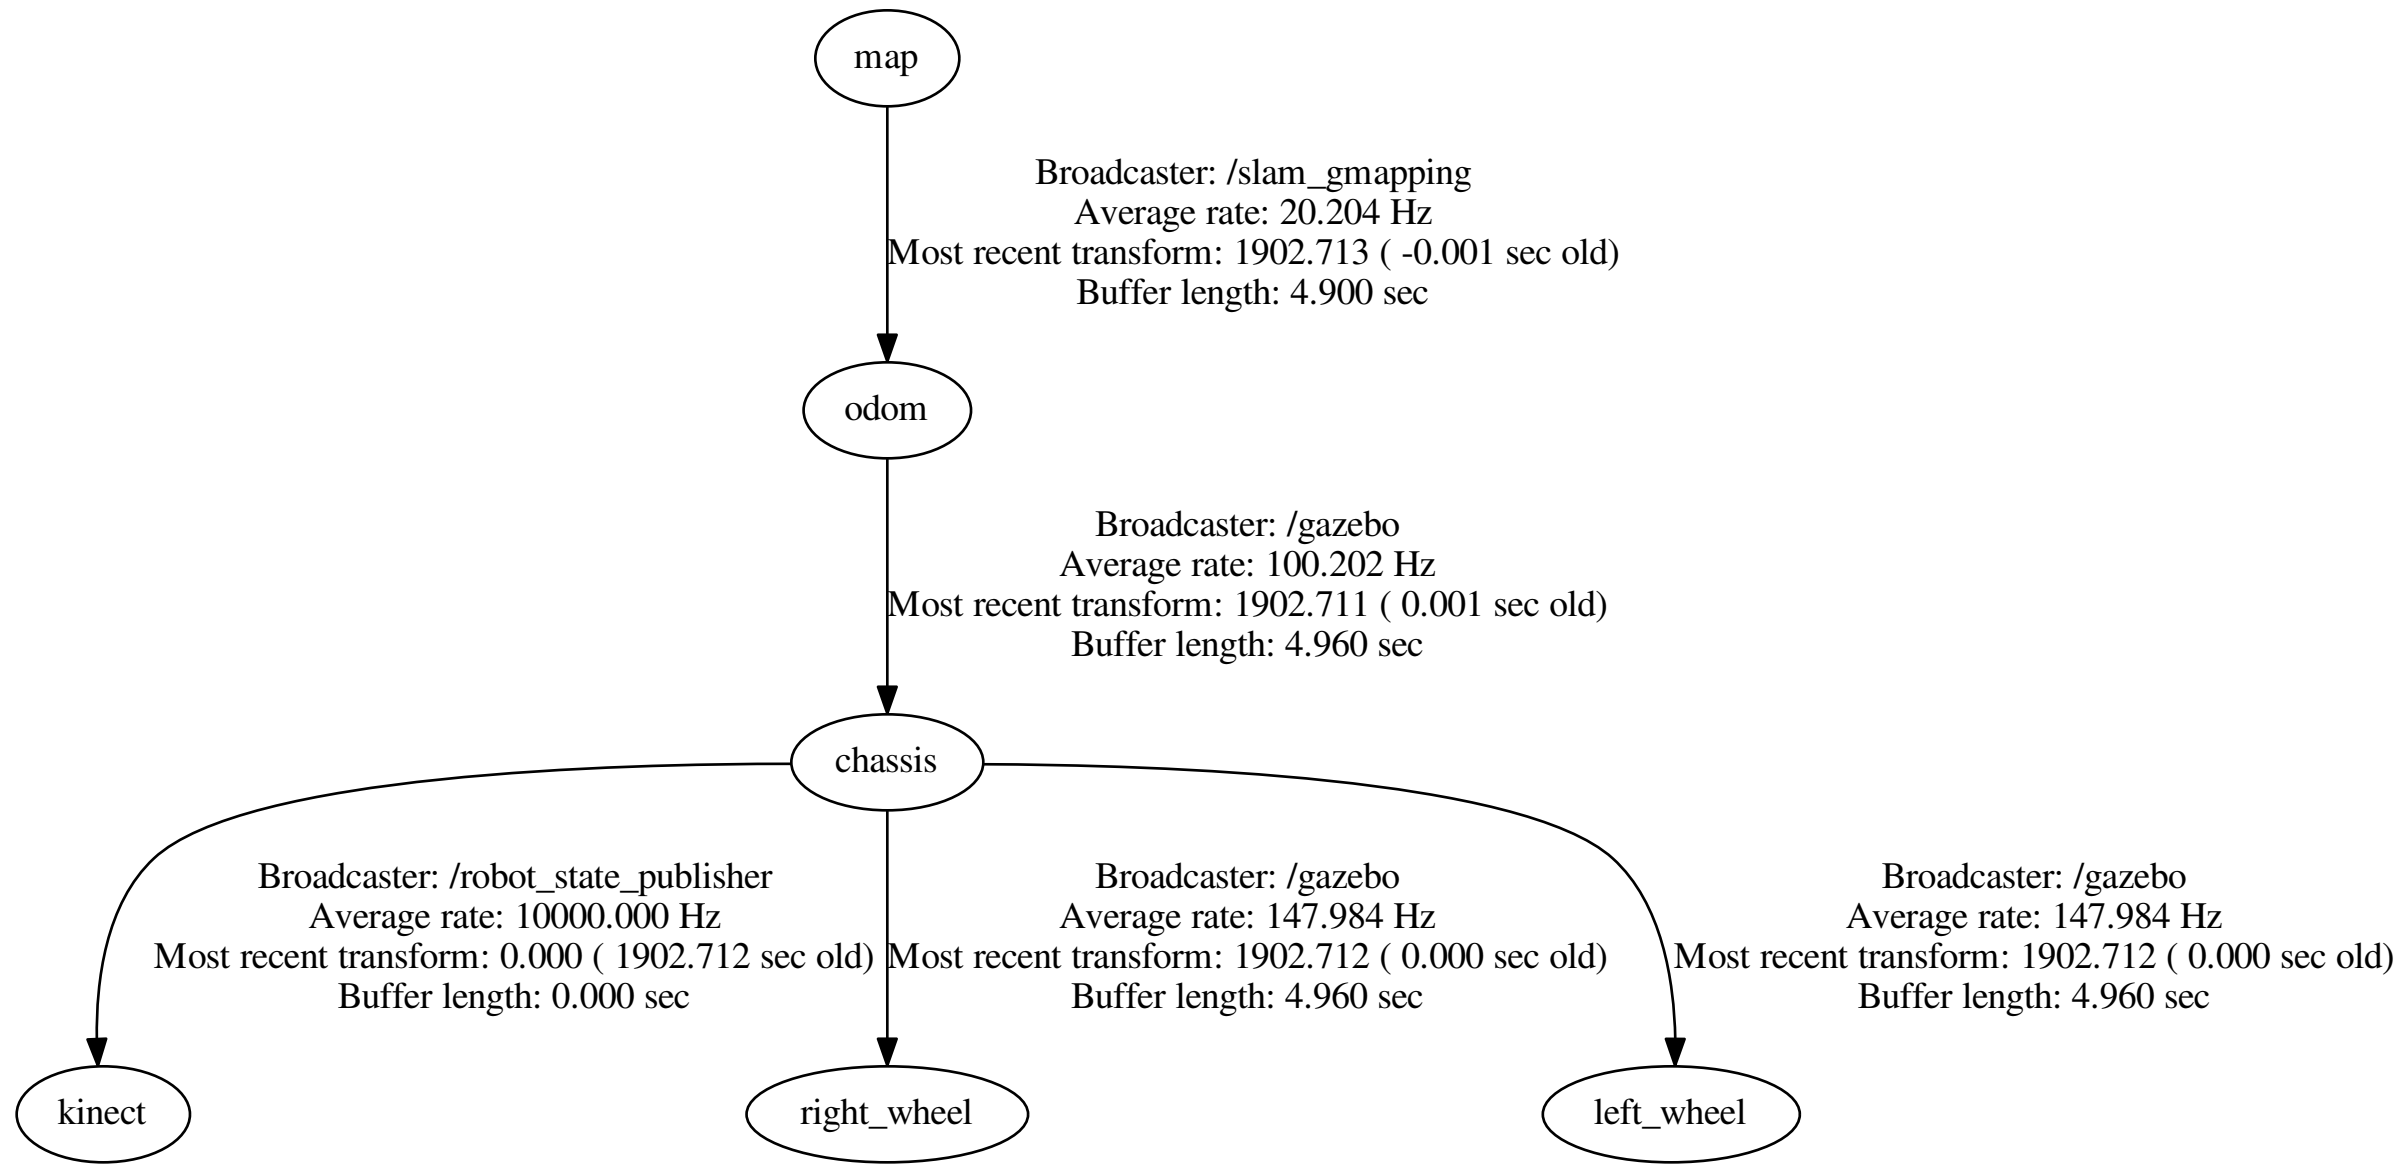 map
Broadcaster: /slam_gmapping
Average rate: 20.204 Hz
Most recent transform: 1902.713 ( -0.001 sec old)
Buffer length: 4.900 sec
odom
Broadcaster: /gazebo
Average rate: 100.202 Hz
Most recent transform: 1902.711 ( 0.001 sec old)
Buffer length: 4.960 sec
chassis
Broadcaster: /robot_state_publisher
Average rate: 10000.000 Hz
Most recent transform: 0.000 ( 1902.712 sec old)
Buffer length: 0.000 sec
Broadcaster: /gazebo
Average rate: 147.984 Hz
Most recent transform: 1902.712 ( 0.000 sec old)
Buffer length: 4.960 sec
Broadcaster: /gazebo
Average rate: 147.984 Hz
Most recent transform: 1902.712 ( 0.000 sec old)
Buffer length: 4.960 sec
kinect
right_wheel
left_wheel